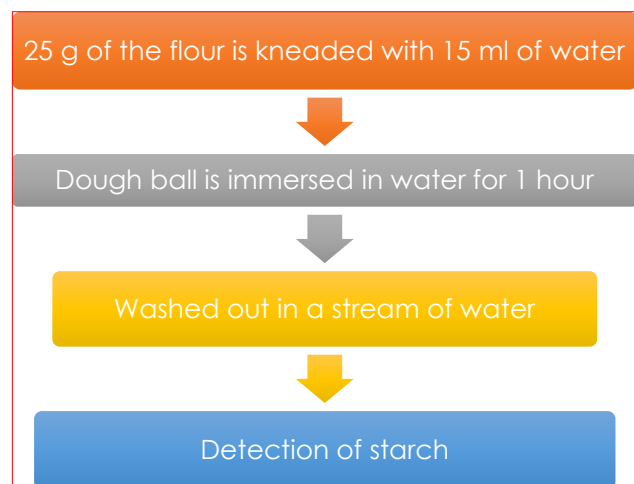 25 g of the flour is kneaded with 15 ml of water
Dough ball is immersed in water for 1 hour
Washed out in a stream of water
Detection of starch